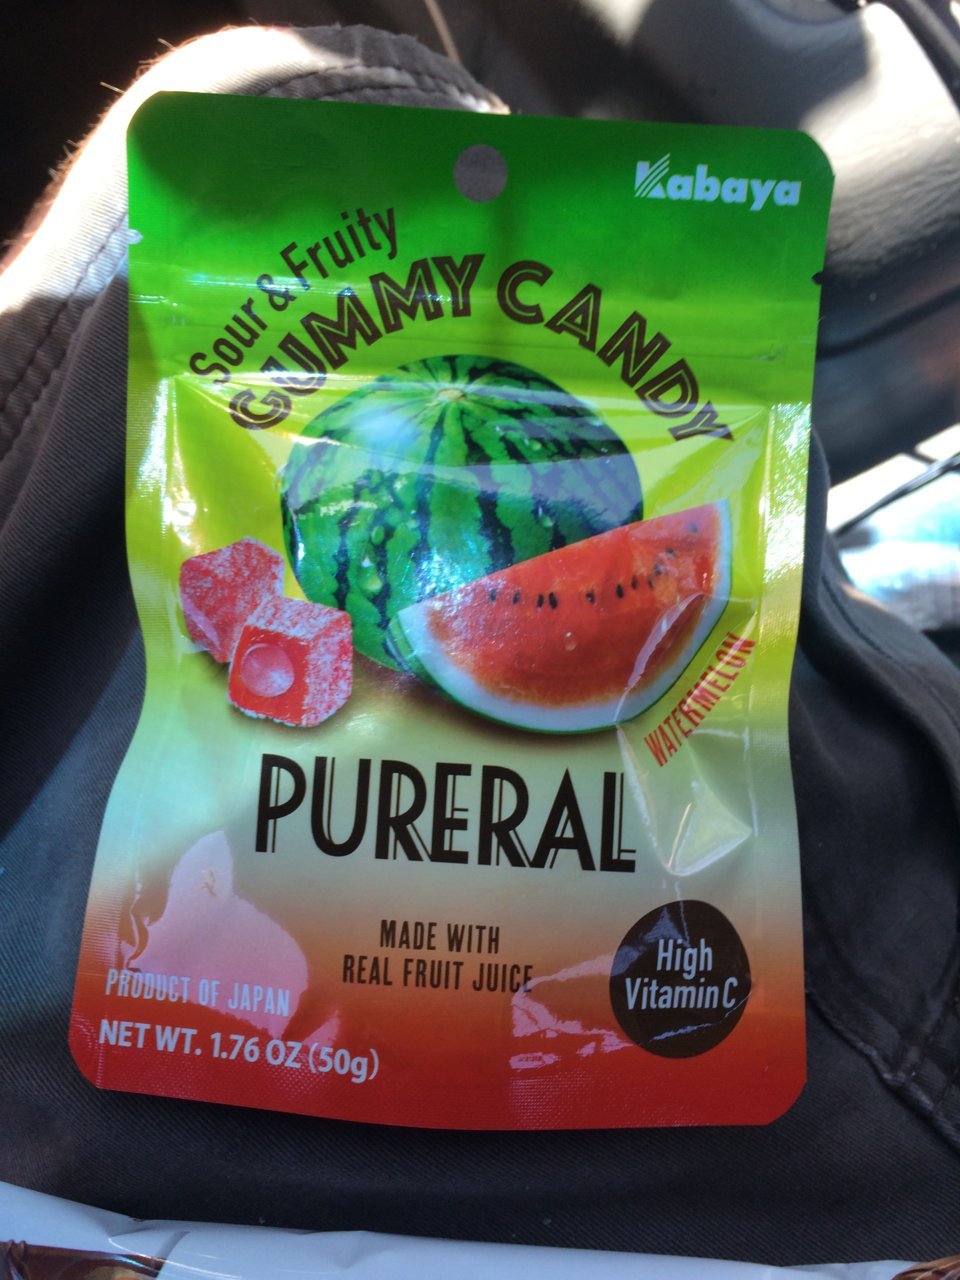 Kabaya
Sour & Fruity
GUMMY CANDY
WATERMELON
PURERAL
MADE WITH
REAL FRUIT JUICE
High
Vitamin C
PRODUCT OF JAPAN
NET WT. 1.76 OZ (50g)